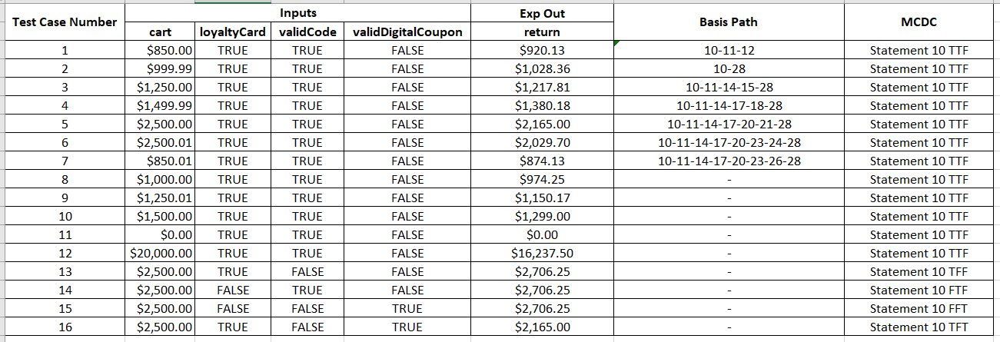 Test Case Number Inputs Exp Out Basis Path MCDC
cart loyaltyCard validCode validDigitalCoupon return
1 $850.00 TRUE TRUE FALSE $920.13 10-11-12 Statement 10 TTF
2 $999.99 TRUE TRUE FALSE $1,028.36 10-28 Statement 10 TTF
3 $1,250.00 TRUE TRUE FALSE $1,217.81 10-11-14-15-28 Statement 10 TTF
4 $1,499.99 TRUE TRUE FALSE $1,380.18 10-11-14-17-18-28 Statement 10 TTF
5 $2,500.00 TRUE TRUE FALSE $2,165.00 10-11-14-17-20-21-28 Statement 10 TTF
6 $2,500.01 TRUE TRUE FALSE $2,029.70 10-11-14-17-20-23-24-28 Statement 10 TTF
7 $850.01 TRUE TRUE FALSE $874.13 10-11-14-17-20-23-26-28 Statement 10 TTF
8 $1,000.00 TRUE TRUE FALSE $974.25 - Statement 10 TTF
9 $1,250.01 TRUE TRUE FALSE $1,150.17 - Statement 10 TTF
10 $1,500.00 TRUE TRUE FALSE $1,299.00 - Statement 10 TTF
11 $0.00 TRUE TRUE FALSE $0.00 - Statement 10 TTF
12 $20,000.00 TRUE TRUE FALSE $16,237.50 - Statement 10 TTF
13 $2,500.00 TRUE FALSE FALSE $2,706.25 - Statement 10 TFF
14 $2,500.00 FALSE TRUE FALSE $2,706.25 - Statement 10 FTF
15 $2,500.00 FALSE FALSE TRUE $2,706.25 - Statement 10 FFT
16 $2,500.00 TRUE FALSE TRUE $2,165.00 - Statement 10 TFT